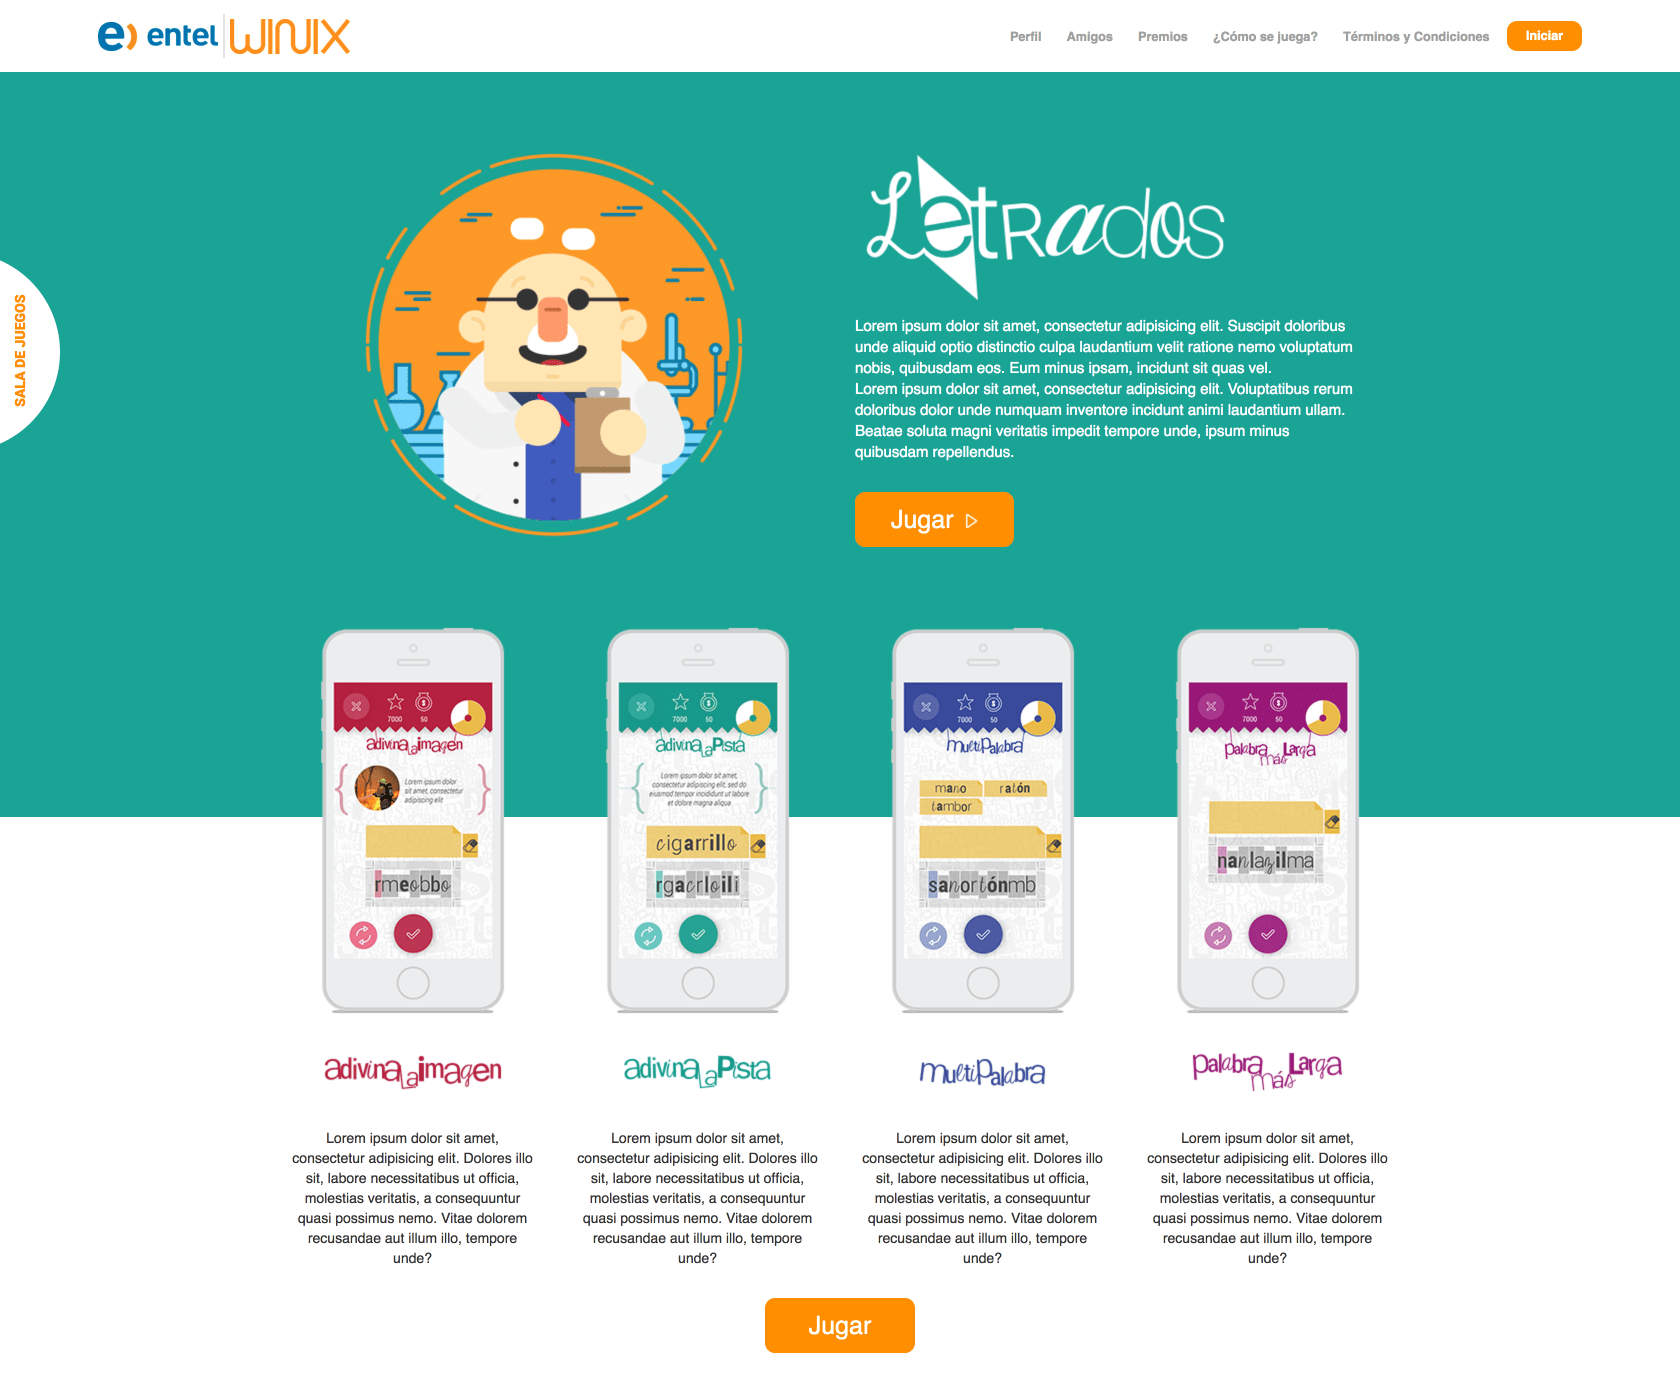 entel WINIX
Perfil Amigos Premios ¿Cómo se juega? Términos y Condiciones Iniciar
SALA DE JUEGOS
Letrados
Lorem ipsum dolor sit amet, consectetur adipisicing elit. Suscipit doloribus
unde aliquid optio distinctio culpa laudantium velit ratione nemo voluptatum
nobis, quibusdam eos. Eum minus ipsam, incidunt sit quas vel.
Lorem ipsum dolor sit amet, consectetur adipisicing elit. Voluptatibus rerum
doloribus dolor unde numquam inventore incidunt animi laudantium ullam.
Beatae soluta magni veritatis impedit tempore unde, ipsum minus
quibusdam repellendus.
Jugar
7000 50
adivina La imagen
Lorem ipsum dolor
sit amet, consectetur
adipiscing elit
rmeobbo
7000 50
adivina La Pista
Lorem ipsum dolor sit amet,
consectetur adipiscing elit, sed do
eiusmod tempor incididunt ut labore
et dolore magna aliqua
cigarrillo
rgacrloili
7000 50
multiPalabra
mano ratón
tambor
sanortónmb
7000 50
palabra más Larga
nanlazilma
adivina La imagen
adivina La Pista
multiPalabra
palabra más Larga
Lorem ipsum dolor sit amet,
consectetur adipisicing elit. Dolores illo
sit, labore necessitatibus ut officia,
molestias veritatis, a consequuntur
quasi possimus nemo. Vitae dolorem
recusandae aut illum illo, tempore
unde?
Lorem ipsum dolor sit amet,
consectetur adipisicing elit. Dolores illo
sit, labore necessitatibus ut officia,
molestias veritatis, a consequuntur
quasi possimus nemo. Vitae dolorem
recusandae aut illum illo, tempore
unde?
Lorem ipsum dolor sit amet,
consectetur adipisicing elit. Dolores illo
sit, labore necessitatibus ut officia,
molestias veritatis, a consequuntur
quasi possimus nemo. Vitae dolorem
recusandae aut illum illo, tempore
unde?
Lorem ipsum dolor sit amet,
consectetur adipisicing elit. Dolores illo
sit, labore necessitatibus ut officia,
molestias veritatis, a consequuntur
quasi possimus nemo. Vitae dolorem
recusandae aut illum illo, tempore
unde?
Jugar